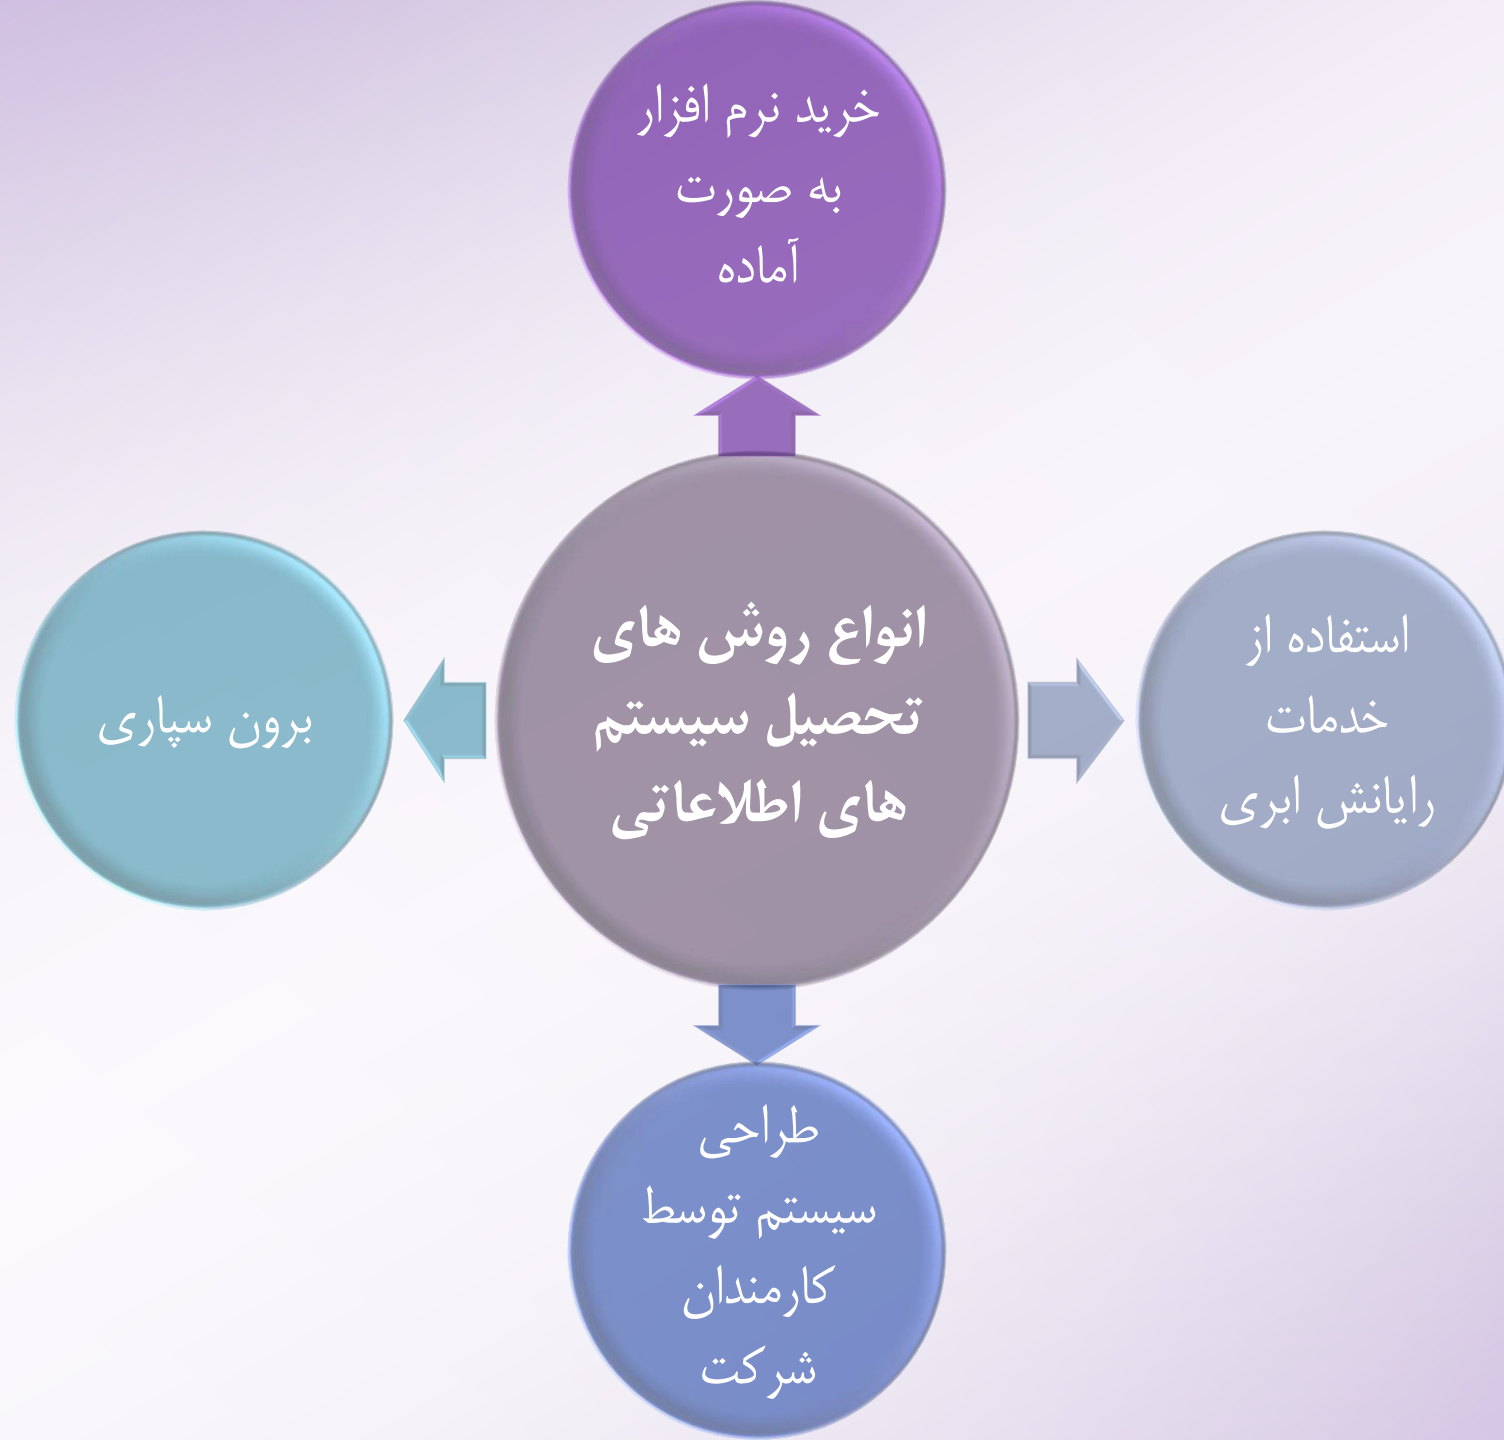 خرید نرم افزار
به صورت
آماده
انواع روش های
تحصیل سیستم
های اطلاعاتی
استفاده از
خدمات
رایانش ابری
برون سپاری
طراحی
سیستم توسط
کارمندان
شرکت